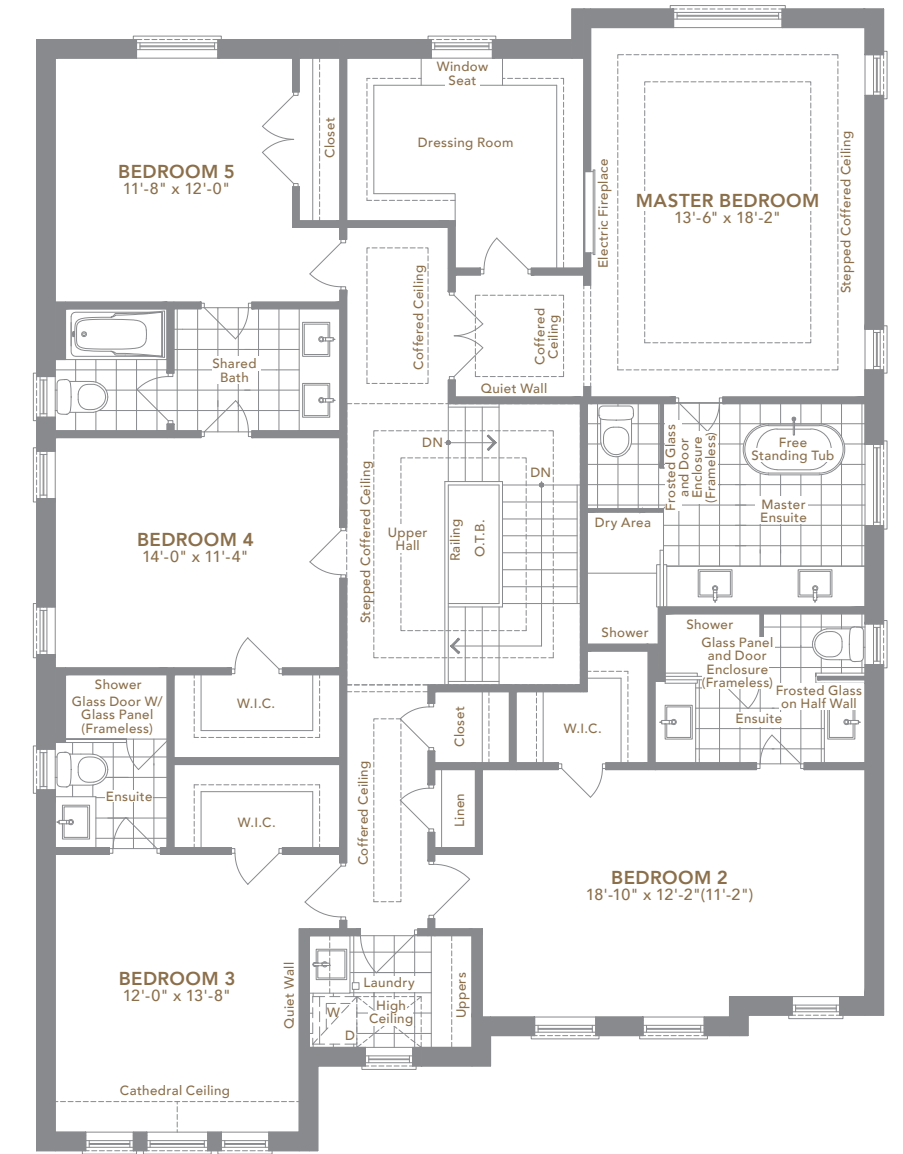 Window
Seat
Dressing Room
Closet
BEDROOM 5
11'-8" x 12'-0"
Electric Fireplace
MASTER BEDROOM
13'-6" x 18'-2"
Stepped Coffered Ceiling
Coffered Ceiling
Coffered
Ceiling
Quiet Wall
Shared
Bath
DN
DN
Stepped Coffered Ceiling
Upper
Hall
Railing
O.T.B.
Frosted Glass
and Door
Enclosure
(Frameless)
Free
Standing Tub
Master
Ensuite
Dry Area
Shower
BEDROOM 4
14'-0" x 11'-4"
Shower
Glass Panel
and Door
Enclosure
(Frameless)
Frosted Glass
on Half Wall
Ensuite
Shower
Glass Door W/
Glass Panel
(Frameless)
W.I.C.
Closet
W.I.C.
Ensuite
W.I.C.
Coffered Ceiling
Linen
BEDROOM 2
18'-10" x 12'-2"(11'-2")
BEDROOM 3
12'-0" x 13'-8"
Quiet Wall
Laundry
High
Ceiling
Uppers
W
D
Cathedral Ceiling